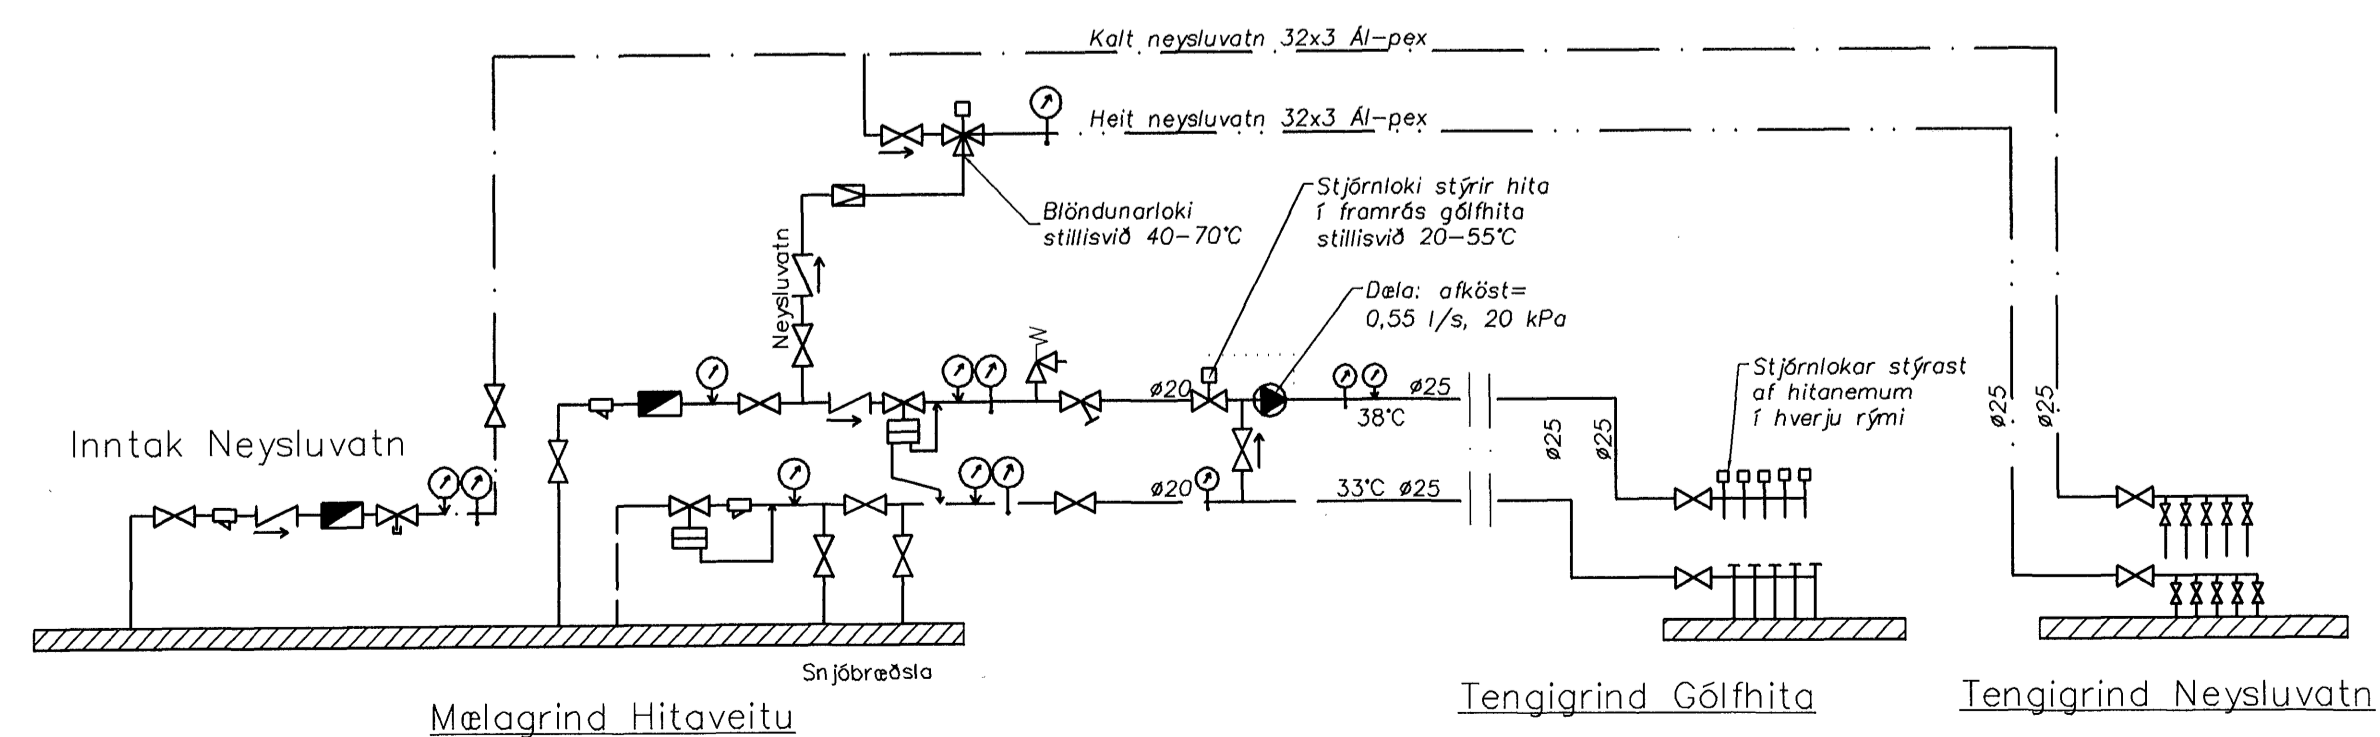 Kalt neysluvatn 32x3 Ál-pex
Heit neysluvatn 32x3 Ál-pex
Blöndunarloki
stillisvið 40-70°C
Stjórnloki stýrir hita
í framrás gólfhita
stillisvið 20-55°C
Neysluvatn
Dæla: afköst=
0,55 l/s, 20 kPa
Stjórnlokar stýrast
af hitanemum
í hverju rými
ø20
ø25
38°C
ø25
ø25
ø25
ø25
Inntak Neysluvatn
ø20
33°C ø25
Snjóbræðsla
Mælagrind Hitaveitu
Tengigrind Gólfhita
Tengigrind Neysluvatn